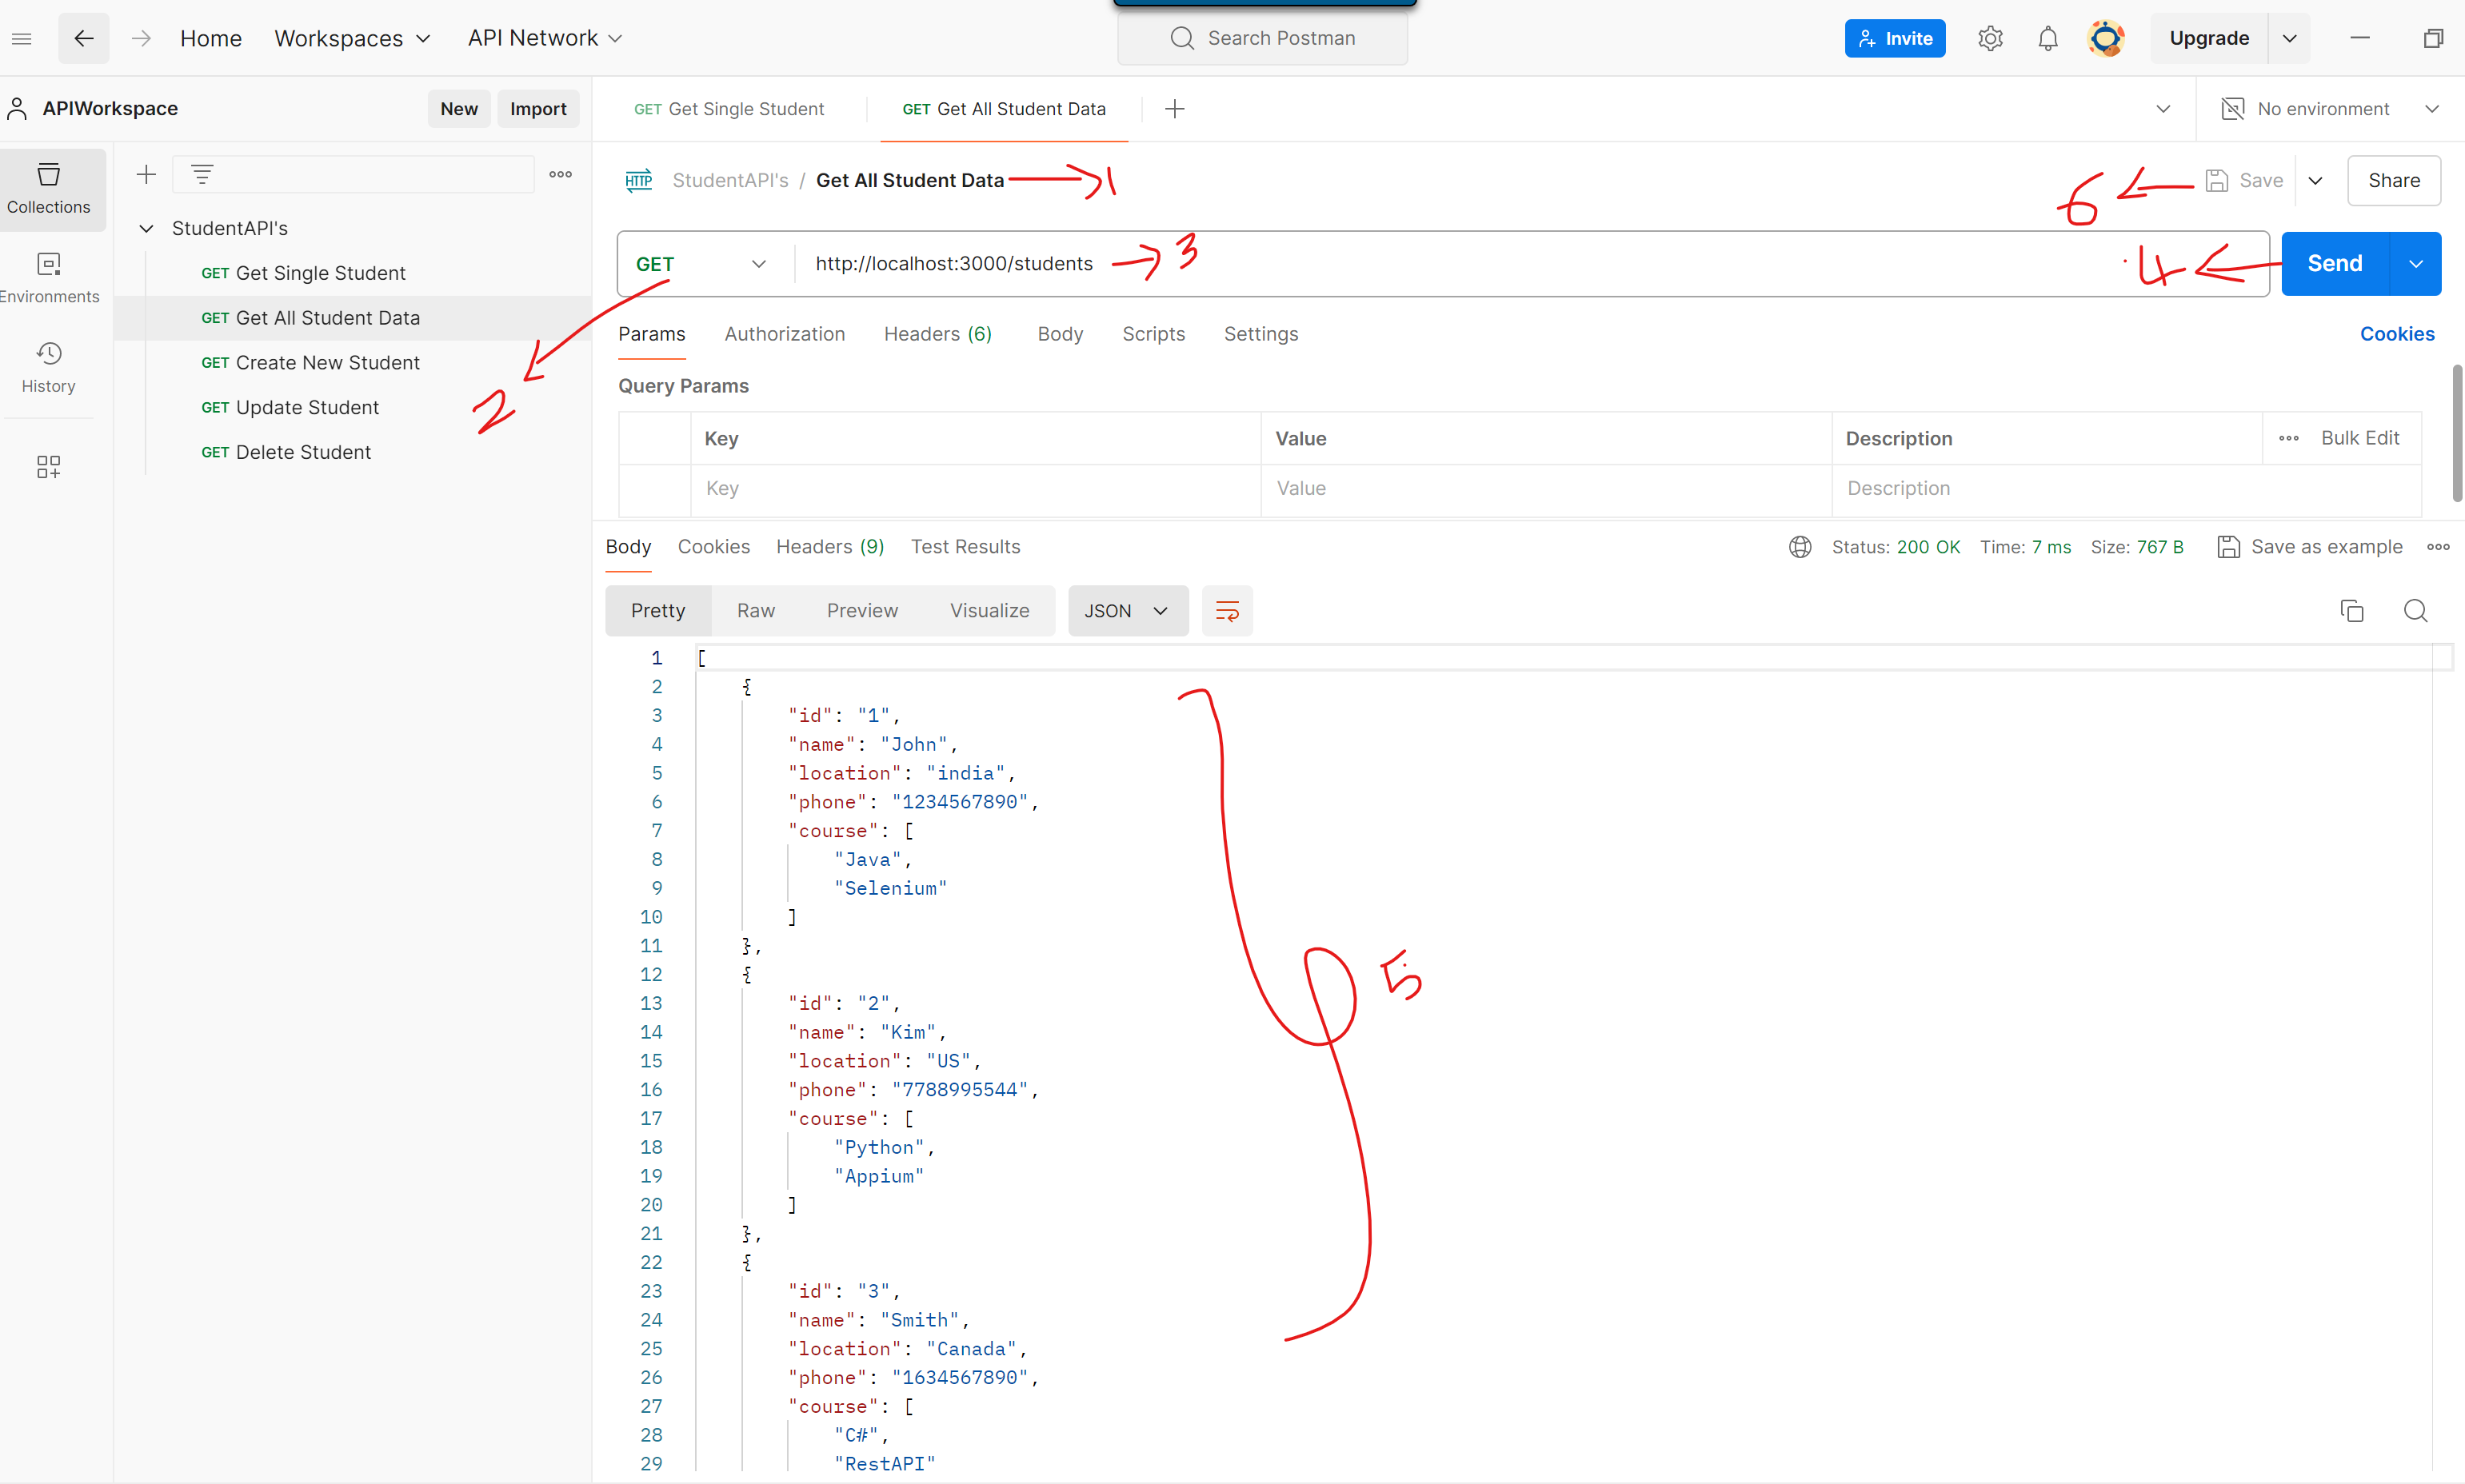 Home Workspaces API Network Search Postman Invite Upgrade
APIWorkspace New Import
GET Get Single Student GET Get All Student Data No environment
Collections
Environments
History
StudentAPI's
GET Get Single Student
GET Get All Student Data
GET Create New Student
GET Update Student
GET Delete Student
2
HTTP StudentAPI's / Get All Student Data 1 6 Save Share
GET http://localhost:3000/students 3 4 Send
Params Authorization Headers (6) Body Scripts Settings Cookies
Query Params
Key Value Description Bulk Edit
Key Value Description
Body Cookies Headers (9) Test Results Status: 200 OK Time: 7 ms Size: 767 B Save as example
Pretty Raw Preview Visualize JSON
1 [
2 {
3 "id": "1",
4 "name": "John",
5 "location": "india",
6 "phone": "1234567890",
7 "course": [
8 "Java",
9 "Selenium"
10 ]
11 },
12 {
5
13 "id": "2",
14 "name": "Kim",
15 "location": "US",
16 "phone": "7788995544",
17 "course": [
18 "Python",
19 "Appium"
20 ]
21 },
22 {
23 "id": "3",
24 "name": "Smith",
25 "location": "Canada",
26 "phone": "1634567890",
27 "course": [
28 "C#",
29 "RestAPI"